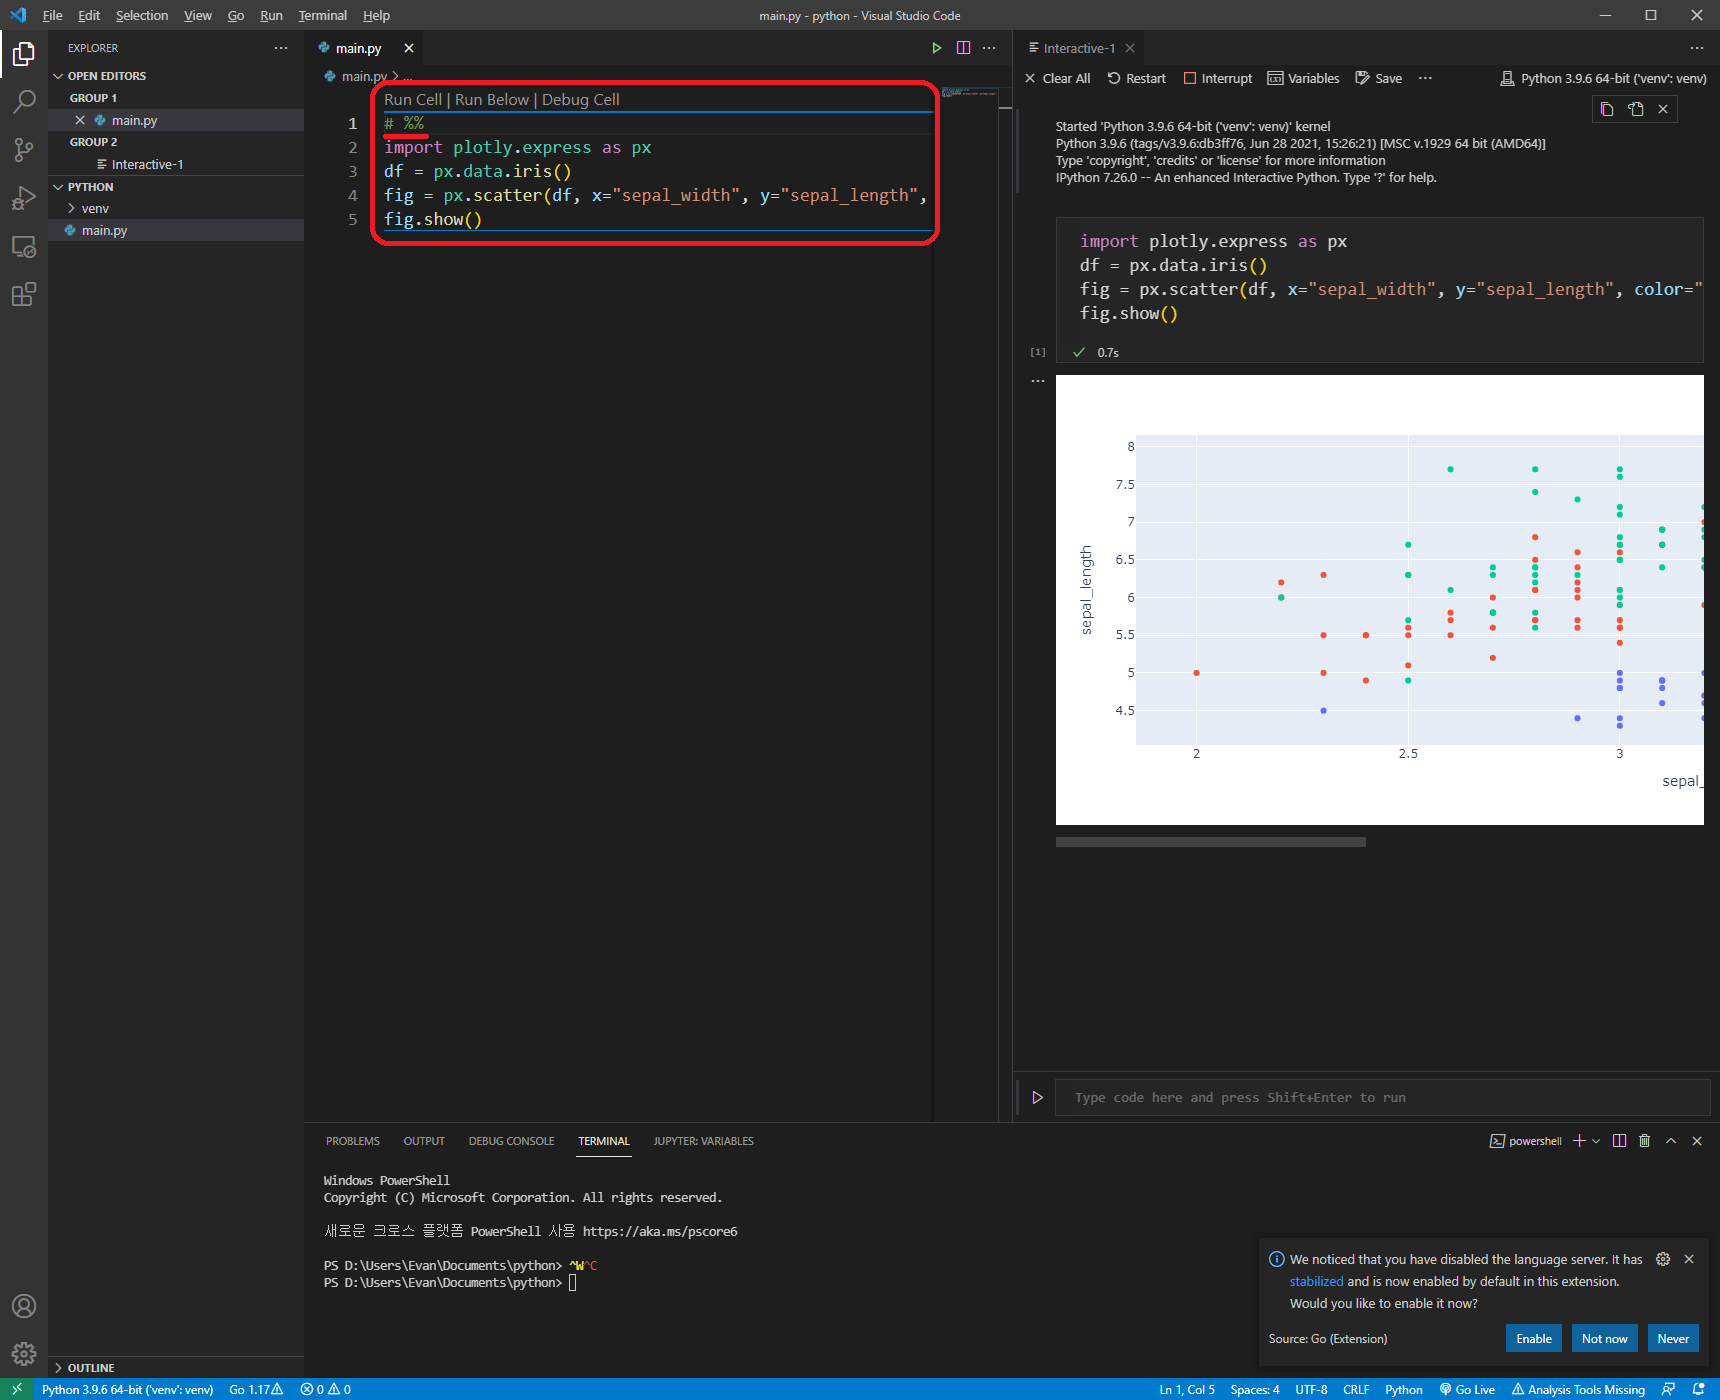 File Edit Selection View Go Run Terminal Help
main.py - python - Visual Studio Code
EXPLORER
OPEN EDITORS
GROUP 1
main.py
GROUP 2
Interactive-1
PYTHON
venv
main.py
OUTLINE
main.py
main.py > ...
Run Cell | Run Below | Debug Cell
1 # %%
2 import plotly.express as px
3 df = px.data.iris()
4 fig = px.scatter(df, x="sepal_width", y="sepal_length",
5 fig.show()
Interactive-1
Clear All Restart Interrupt Variables Save ... Python 3.9.6 64-bit ('venv': venv)
Started 'Python 3.9.6 64-bit ('venv': venv)' kernel
Python 3.9.6 (tags/v3.9.6:db3ff76, Jun 28 2021, 15:26:21) [MSC v.1929 64 bit (AMD64)]
Type 'copyright', 'credits' or 'license' for more information
IPython 7.26.0 -- An enhanced Interactive Python. Type '?' for help.
import plotly.express as px
df = px.data.iris()
fig = px.scatter(df, x="sepal_width", y="sepal_length", color="
fig.show()
[1] 0.7s
8
7.5
7
6.5
6
5.5
5
4.5
sepal_length
2 2.5 3
sepal_
Type code here and press Shift+Enter to run
PROBLEMS OUTPUT DEBUG CONSOLE TERMINAL JUPYTER: VARIABLES
powershell
Windows PowerShell
Copyright (C) Microsoft Corporation. All rights reserved.
새로운 크로스 플랫폼 PowerShell 사용 https://aka.ms/pscore6
PS D:\Users\Evan\Documents\python> ^W^C
PS D:\Users\Evan\Documents\python>
We noticed that you have disabled the language server. It has
stabilized and is now enabled by default in this extension.
Would you like to enable it now?
Source: Go (Extension)
Enable Not now Never
Python 3.9.6 64-bit ('venv': venv) Go 1.17 0 0
Ln 1, Col 5 Spaces: 4 UTF-8 CRLF Python Go Live Analysis Tools Missing